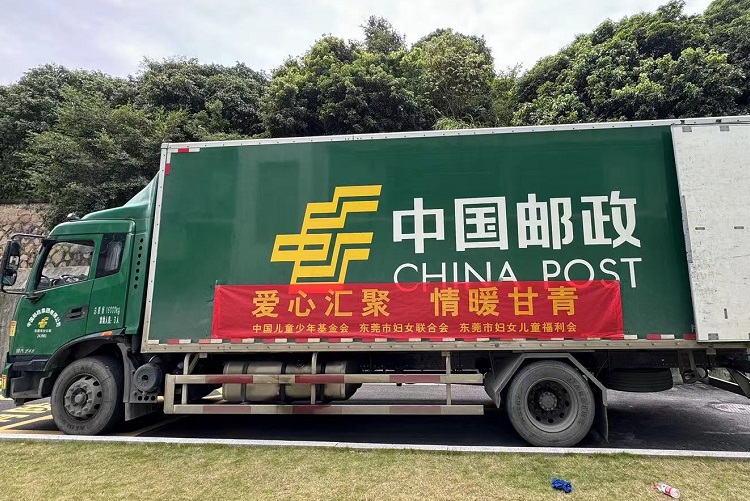 中国邮政
CHINA POST
爱心汇聚 情暖甘青
中国儿童少年基金会 东莞市妇女联合会 东莞市妇女儿童福利会